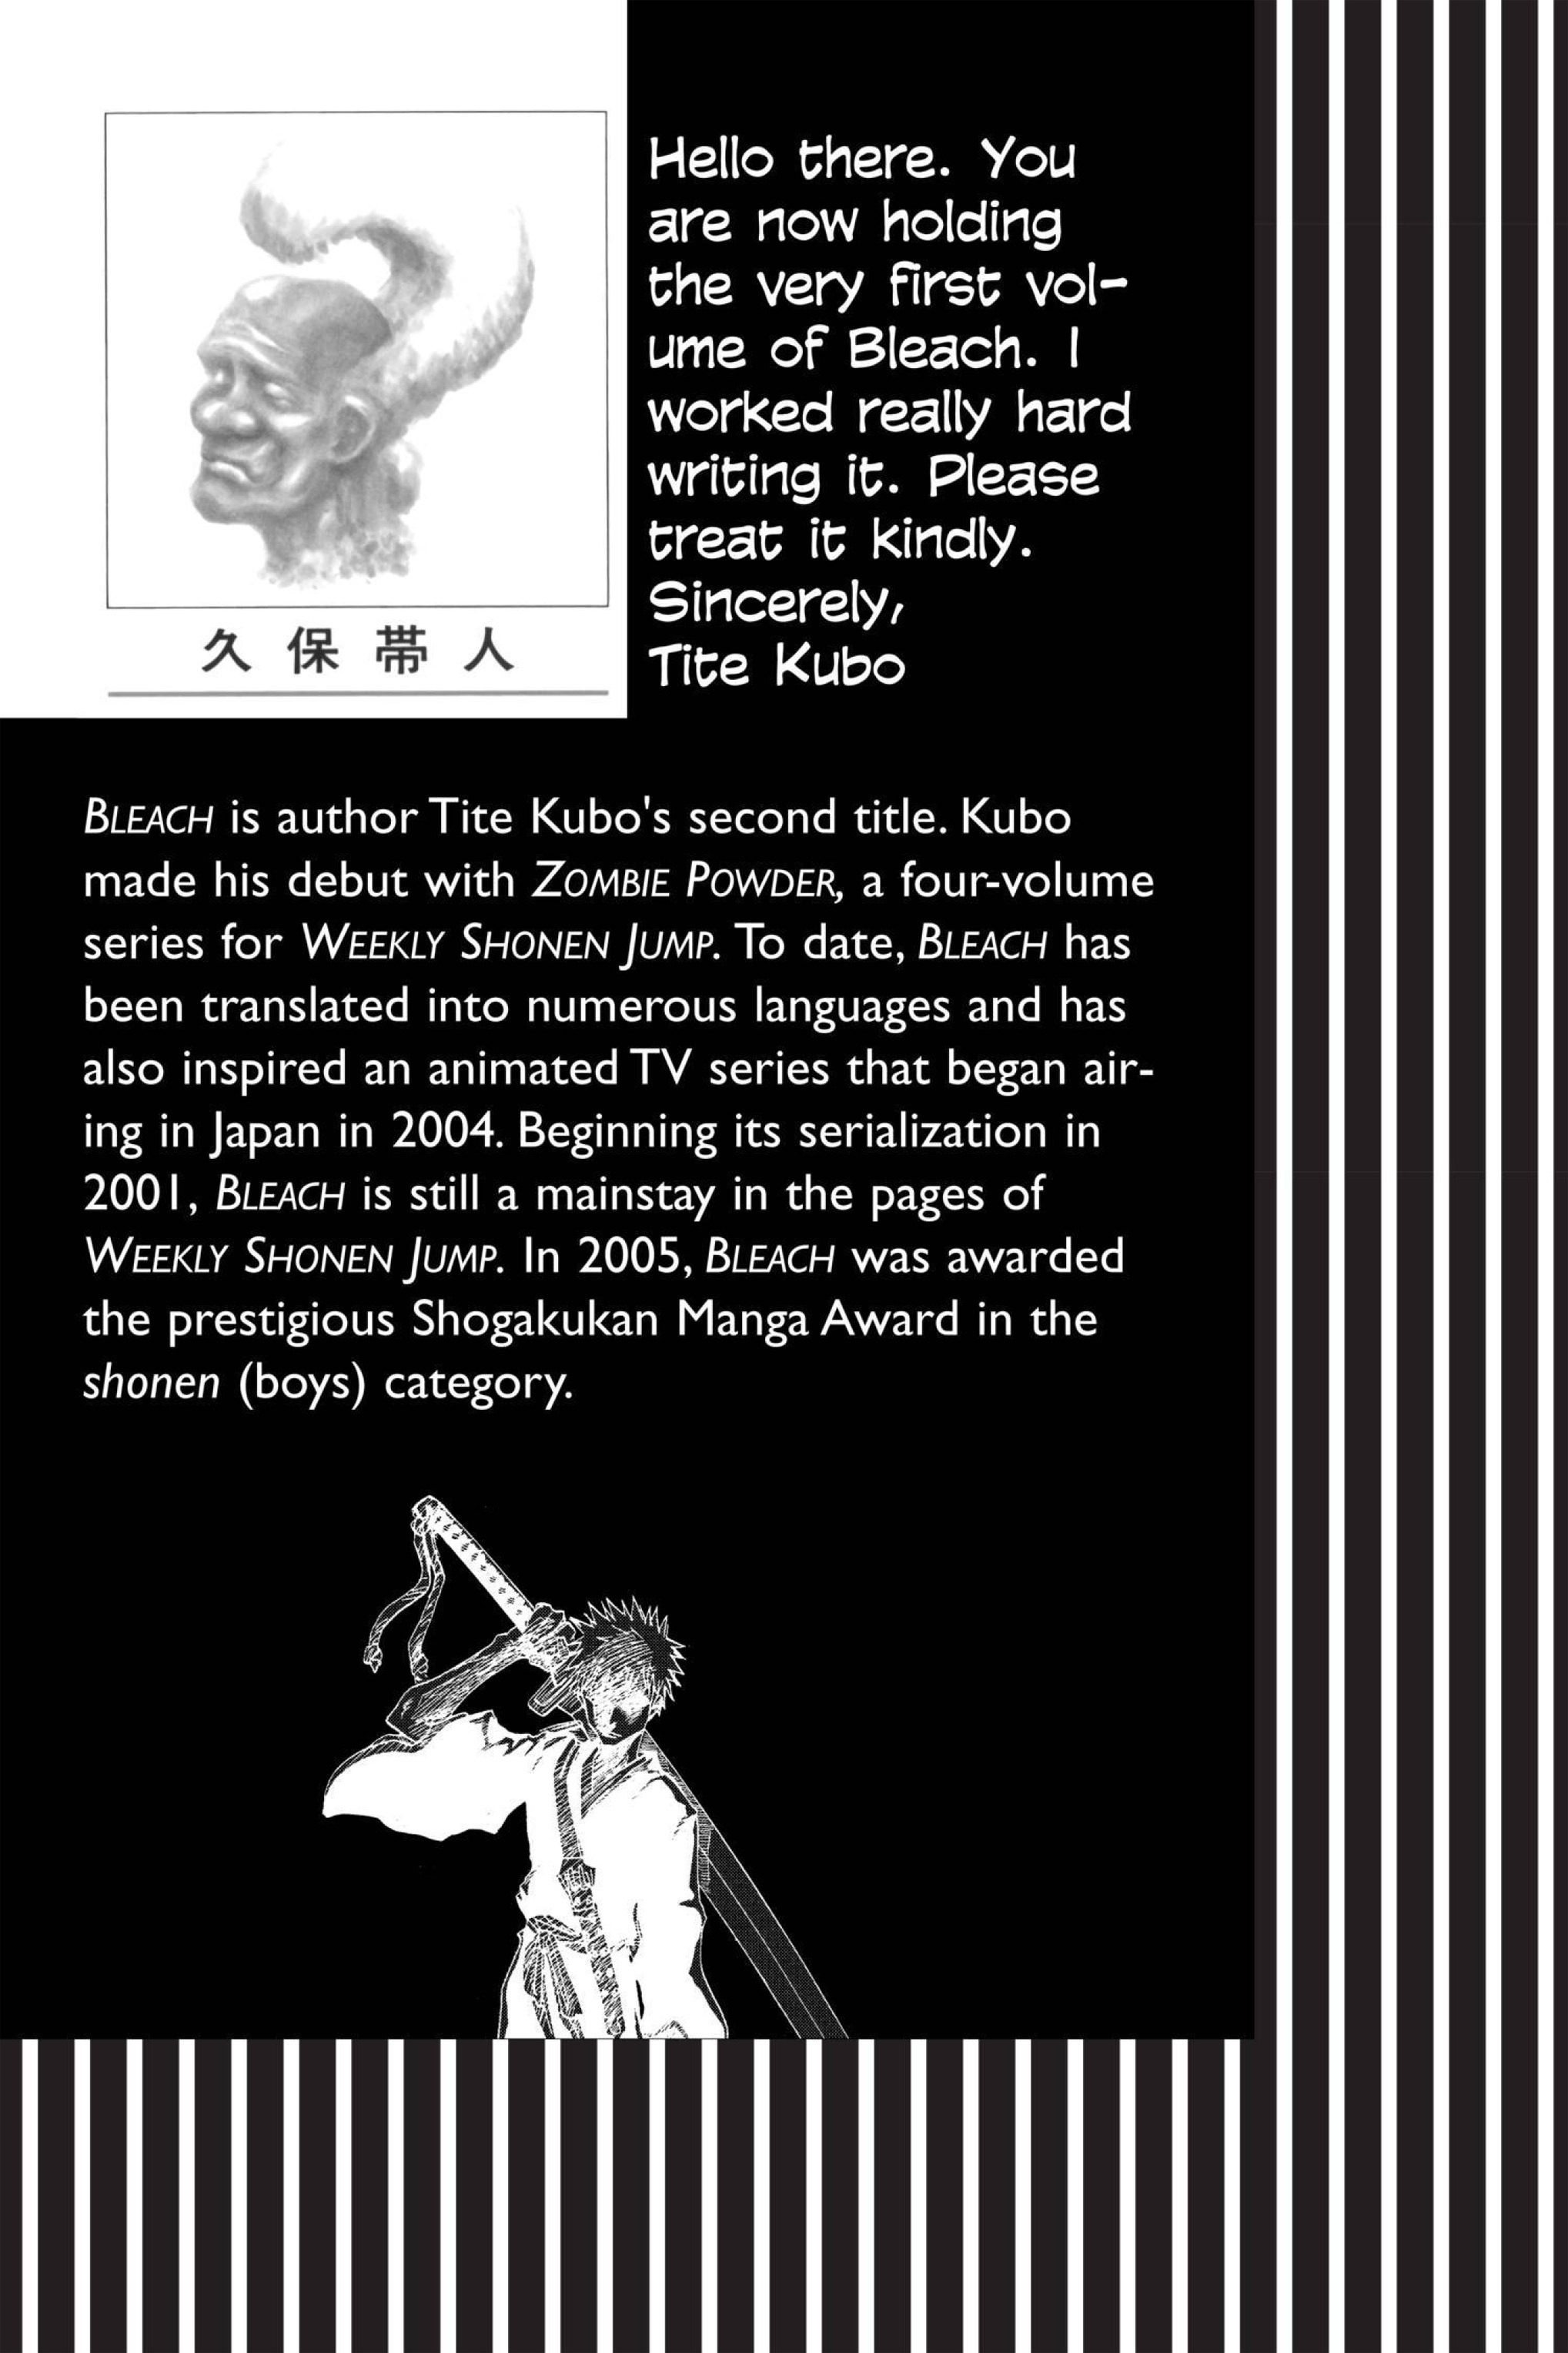 久保帯人
Hello there. You
are now holding
the very first vol-
ume of Bleach. I
worked really hard
writing it. Please
treat it kindly.
Sincerely,
Tite Kubo
BLEACH is author Tite Kubo's second title. Kubo
made his debut with ZOMBIE POWDER, a four-volume
series for WEEKLY SHONEN JUMP. To date, BLEACH has
been translated into numerous languages and has
also inspired an animated TV series that began air-
ing in Japan in 2004. Beginning its serialization in
2001, BLEACH is still a mainstay in the pages of
WEEKLY SHONEN JUMP. In 2005, BLEACH was awarded
the prestigious Shogakukan Manga Award in the
shonen (boys) category.